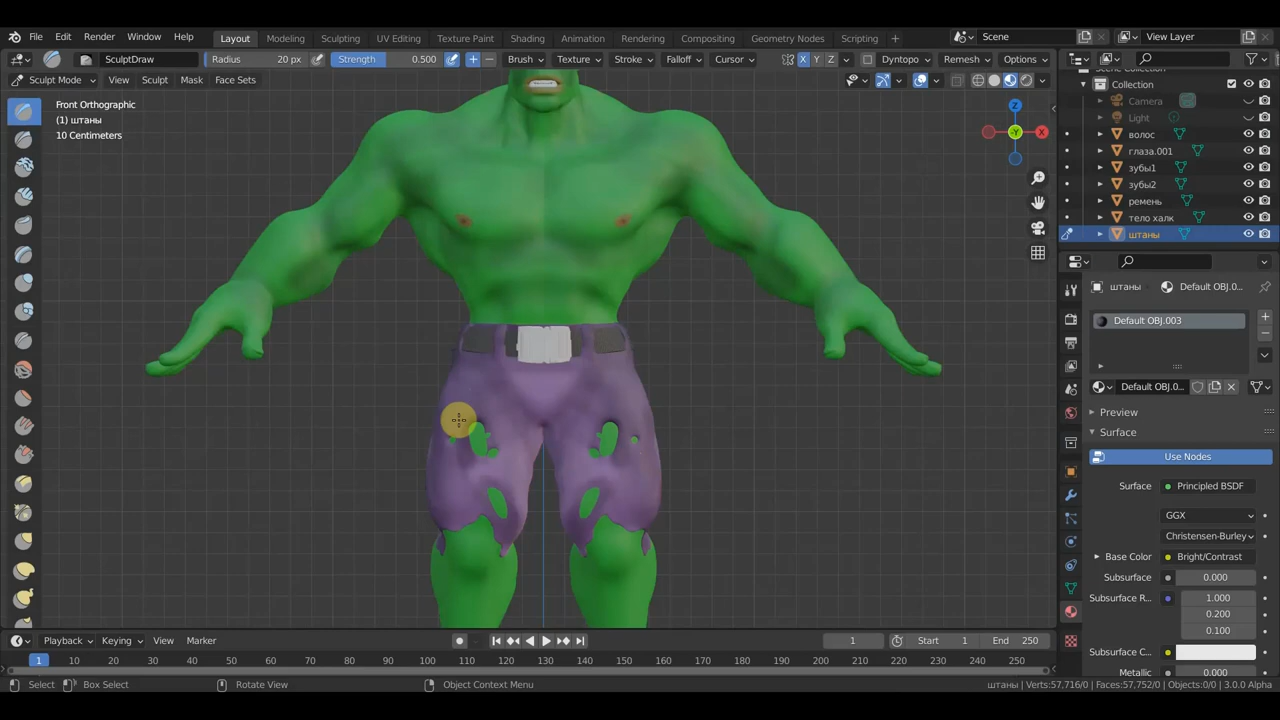 File Edit Render Window Help Layout Modeling Sculpting UV Editing Texture Paint Shading Animation Rendering Compositing Geometry Nodes Scripting + Scene View Layer
SculptDraw Radius 20 px Strength 0.500 + − Brush Texture Stroke Falloff Cursor X Y Z Dyntopo Remesh Options
Sculpt Mode View Sculpt Mask Face Sets
Front Orthographic
(1) штаны
10 Centimeters
Z
-Y
X
Collection
Camera
Light
волос
глаза.001
зубы1
зубы2
ремень
тело халк
штаны
штаны Default OBJ.0...
Default OBJ.003
Default OBJ.0...
Preview
Surface
Use Nodes
Surface Principled BSDF
GGX
Christensen-Burley
Base Color Bright/Contrast
Subsurface 0.000
Subsurface R... 1.000
0.200
0.100
Subsurface C...
Metallic 0.000
Playback Keying View Marker 1 Start 1 End 250
1 10 20 30 40 50 60 70 80 90 100 110 120 130 140 150 160 170 180 190 200 210 220 230 240 250
Select Box Select Rotate View Object Context Menu штаны | Verts:57,716/0 | Faces:57,752/0 | Objects:0/0 | 3.0.0 Alpha